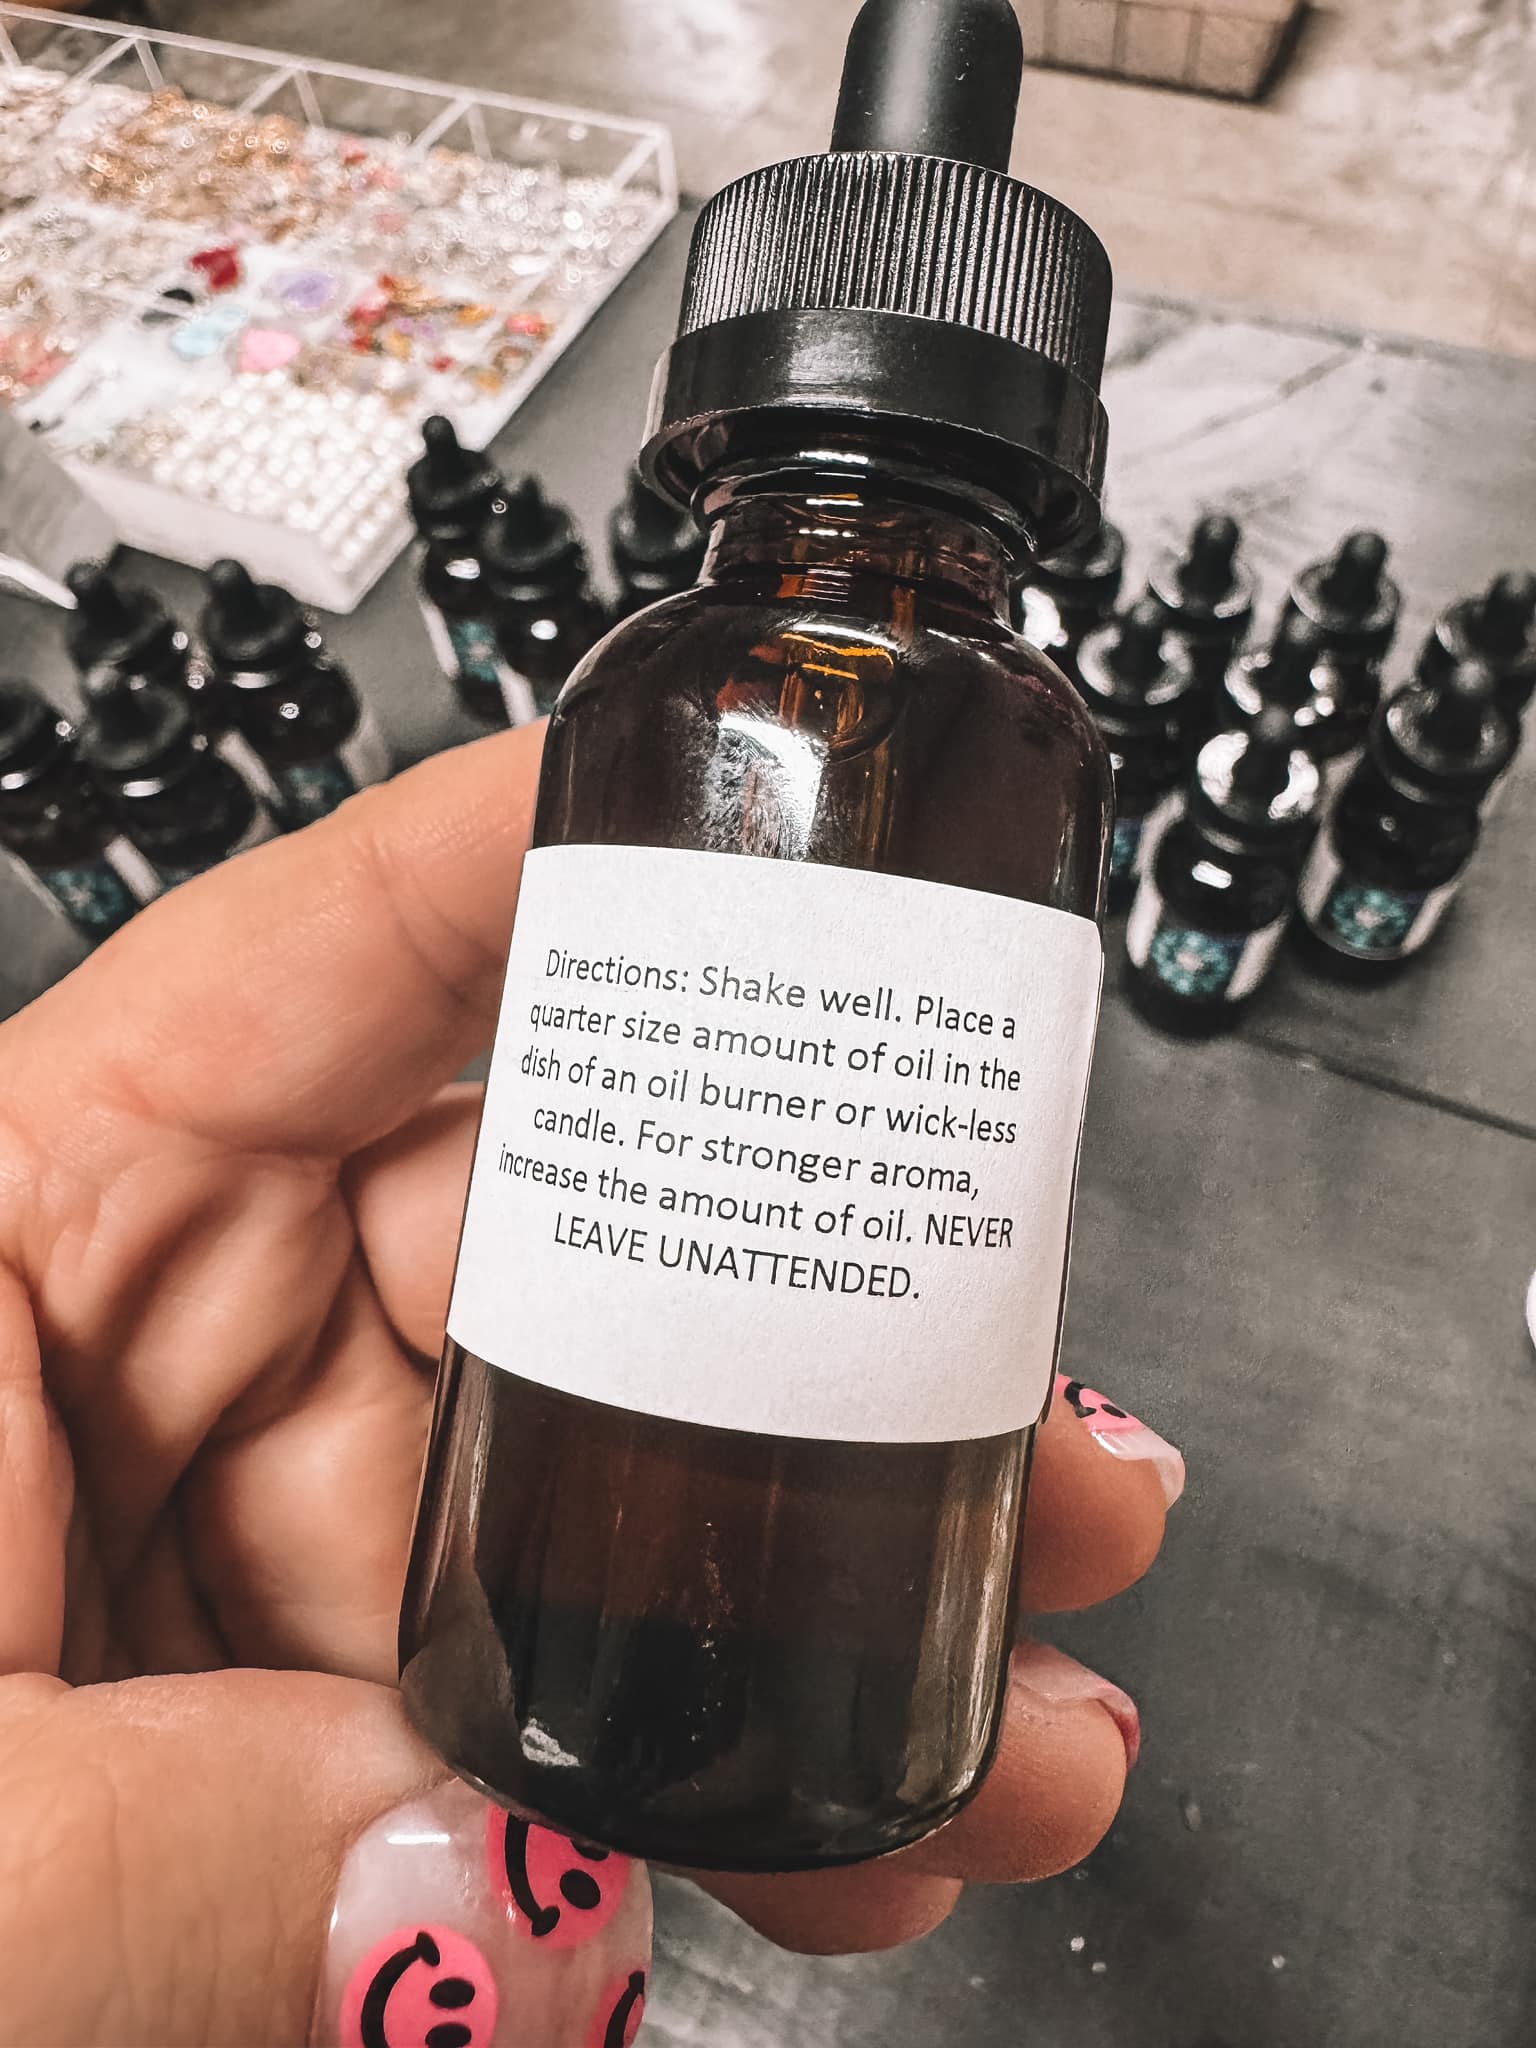 Directions: Shake well. Place a
quarter size amount of oil in the
dish of an oil burner or wick-less
candle. For stronger aroma,
increase the amount of oil. NEVER
LEAVE UNATTENDED.